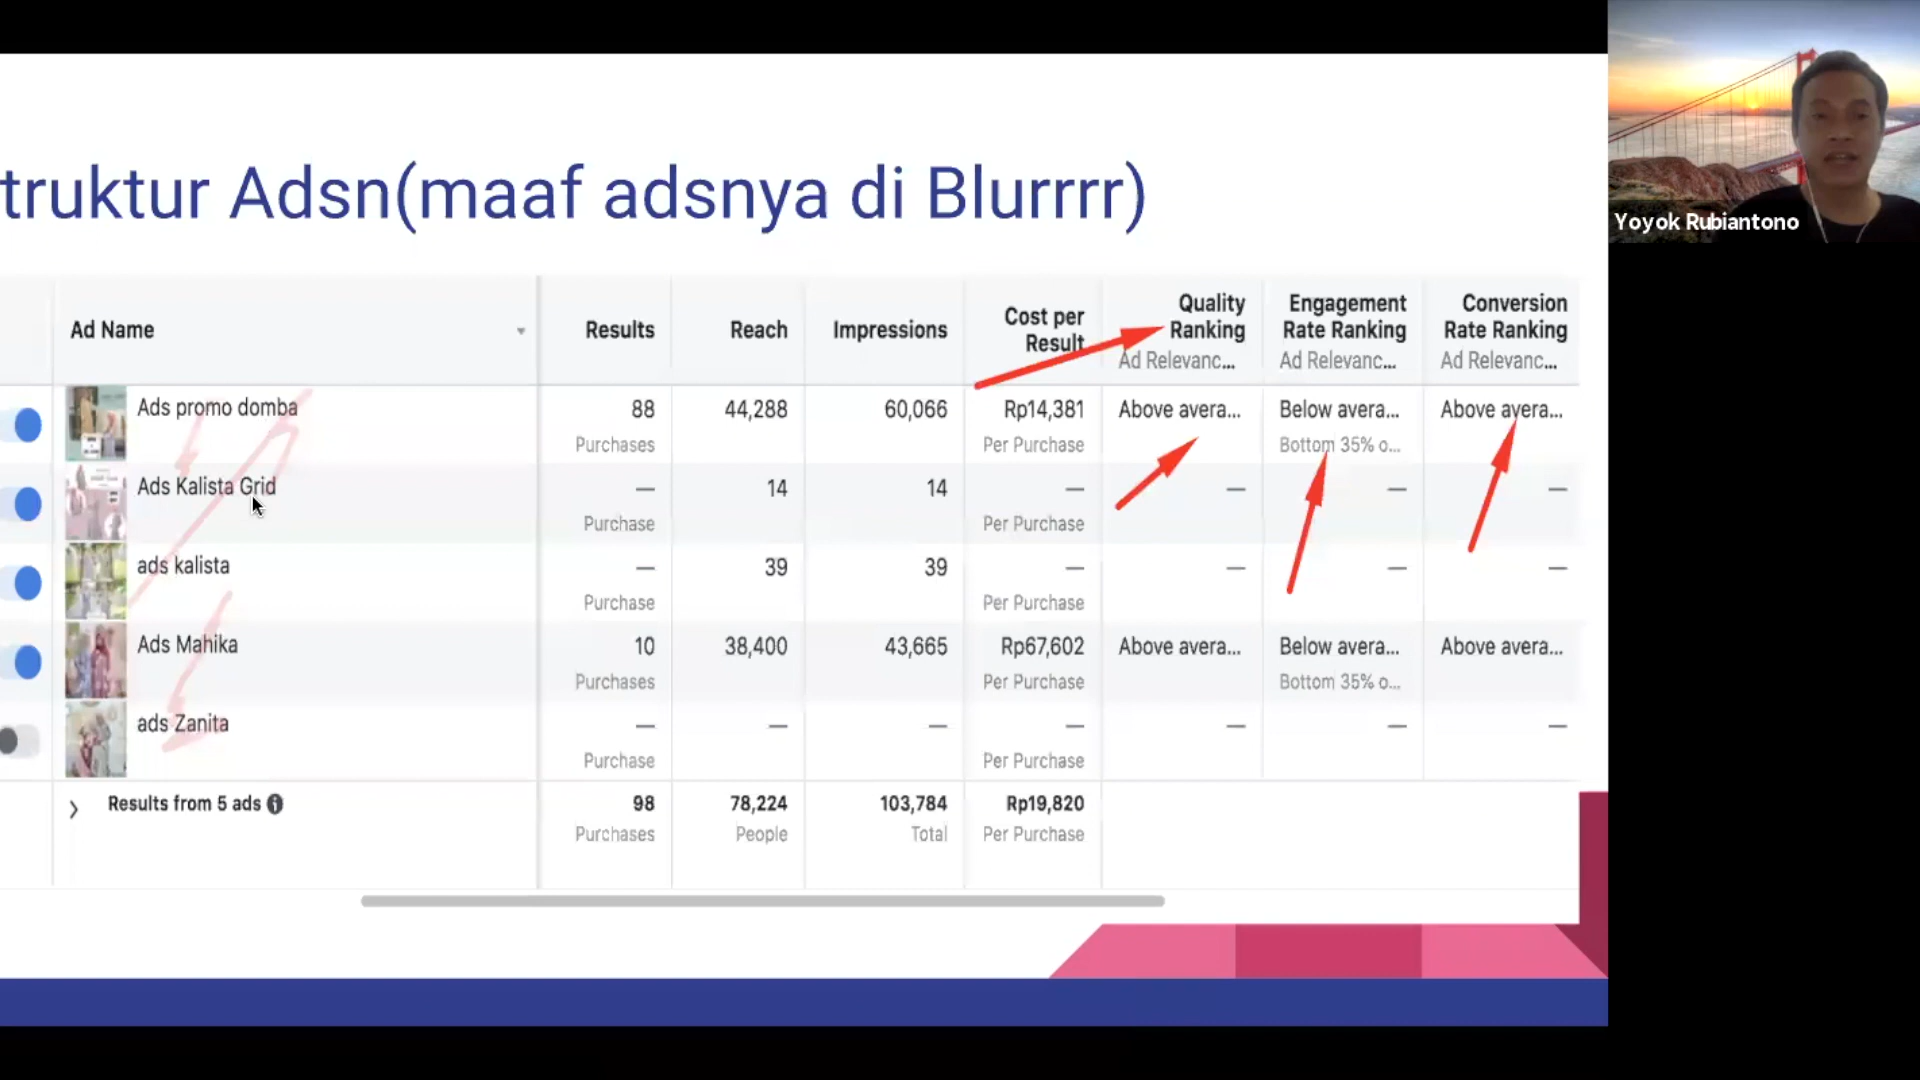 truktur Adsn(maaf adsnya di Blurrrr)
Yoyok Rubiantono
Ad Name Results Reach Impressions Cost per Result Quality Ranking Engagement Rate Ranking Conversion Rate Ranking
Ad Relevanc... Ad Relevanc... Ad Relevanc...
Ads promo domba 88 44,288 60,066 Rp14,381 Above avera... Below avera... Above avera...
Purchases Per Purchase Bottom 35% o...
Ads Kalista Grid — 14 14 — — — —
Purchase Per Purchase
ads kalista — 39 39 — — — —
Purchase Per Purchase
Ads Mahika 10 38,400 43,665 Rp67,602 Above avera... Below avera... Above avera...
Purchases Per Purchase Bottom 35% o...
ads Zanita — — — — — — —
Purchase Per Purchase
Results from 5 ads 98 78,224 103,784 Rp19,820
Purchases People Total Per Purchase